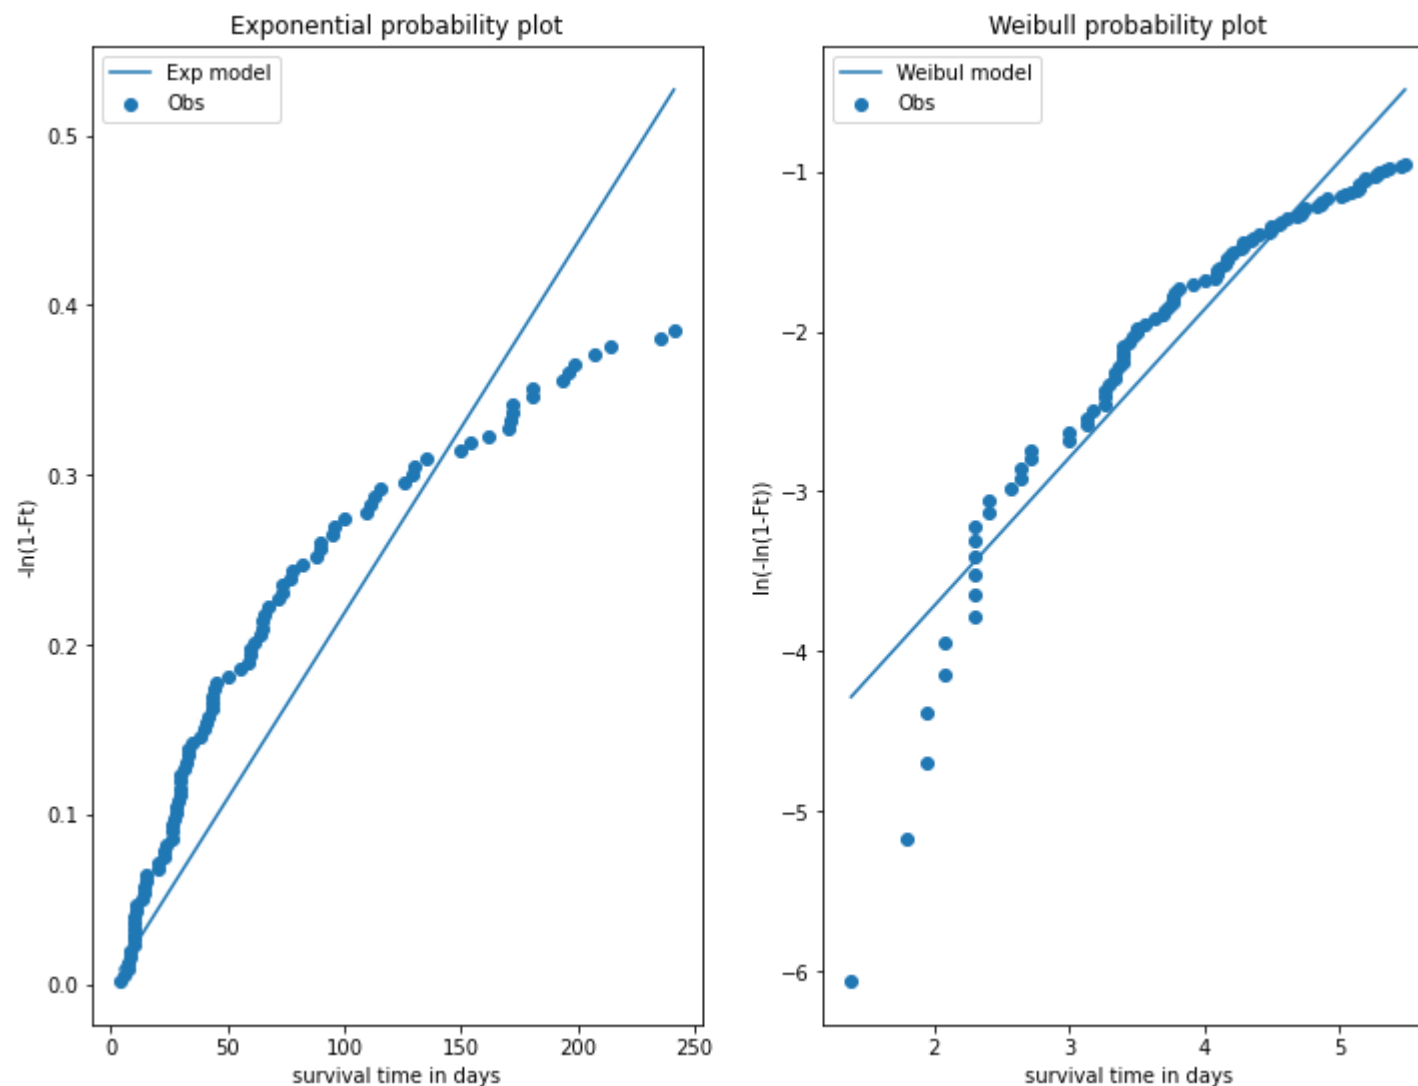 Exponential probability plot
Exp model
Obs
-ln(1-Ft)
0.5
0.4
0.3
0.2
0.1
0.0
0 50 100 150 200 250
survival time in days
Weibull probability plot
Weibul model
Obs
ln(-ln(1-Ft))
−1
−2
−3
−4
−5
−6
2 3 4 5
survival time in days